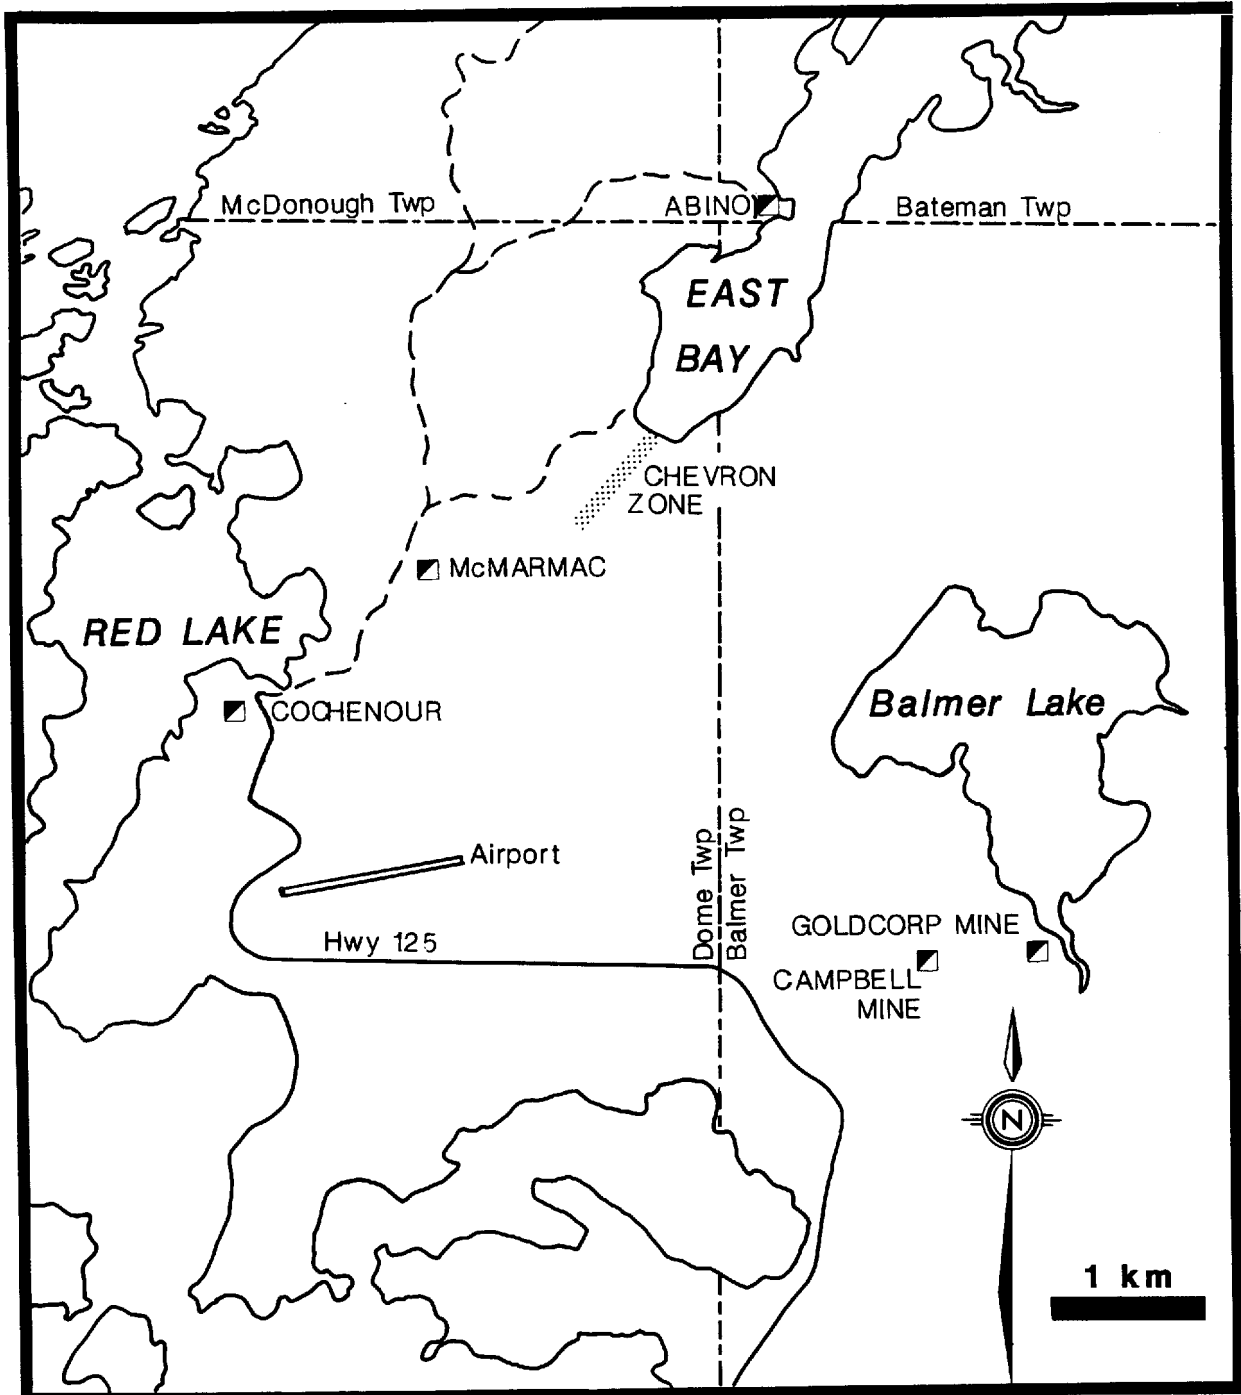 McDonough Twp
ABINO
Bateman Twp
EAST
BAY
CHEVRON
ZONE
McMARMAC
RED LAKE
COCHENOUR
Balmer Lake
Airport
Dome Twp
Balmer Twp
Hwy 125
GOLDCORP MINE
CAMPBELL
MINE
N
1 km